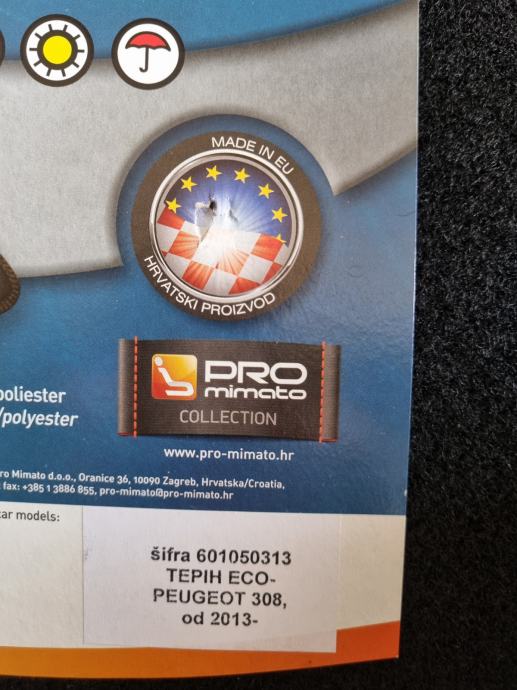 MADE IN EU
HRVATSKI PROIZVOD
PRO
mimato
COLLECTION
poliester
/polyester
www.pro-mimato.hr
ro Mimato d.o.o., Oranice 36, 10090 Zagreb, Hrvatska/Croatia,
fax: +385 1 3886 855, pro-mimato@pro-mimato.hr
car models:
šifra 601050313
TEPIH ECO-
PEUGEOT 308,
od 2013-